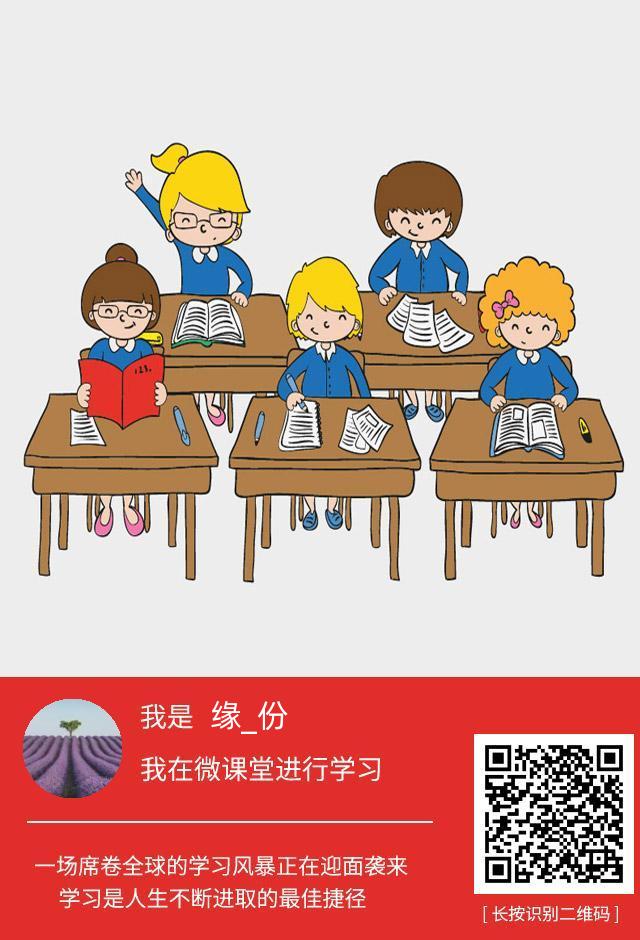 123,
我是 缘_份
我在微课堂进行学习
一场席卷全球的学习风暴正在迎面袭来
学习是人生不断进取的最佳捷径
[ 长按识别二维码 ]